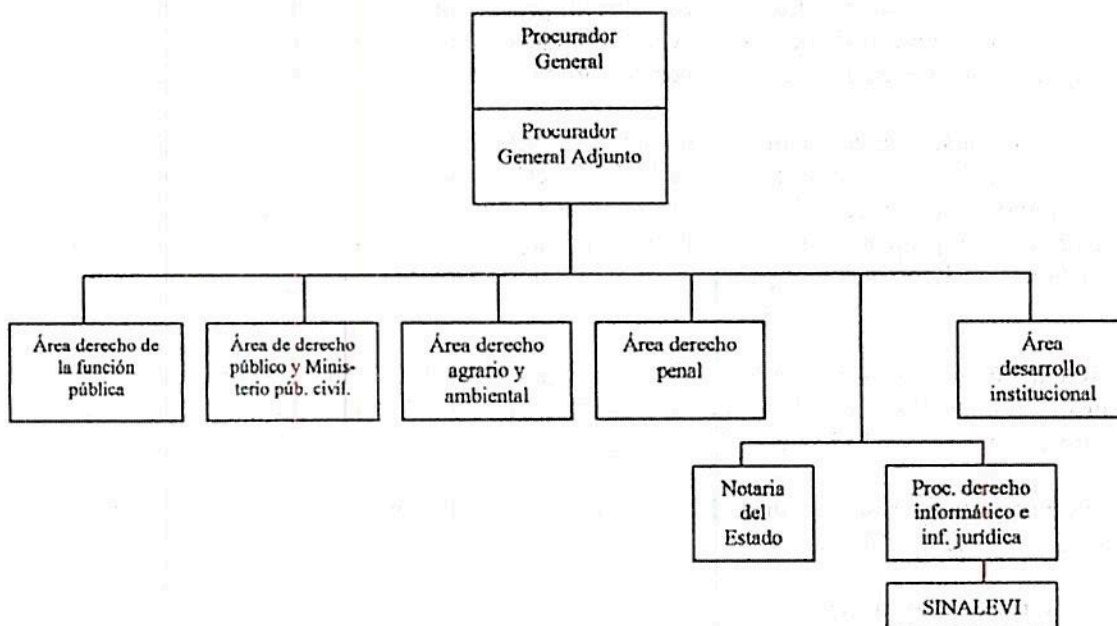 Procurador
General
Procurador
General Adjunto
Área derecho de
la función
pública
Área de derecho
público y Minis-
terio púb. civil.
Área derecho
agrario y
ambiental
Área derecho
penal
Área
desarrollo
institucional
Notaria
del
Estado
Proc. derecho
informático e
inf. jurídica
SINALEVI